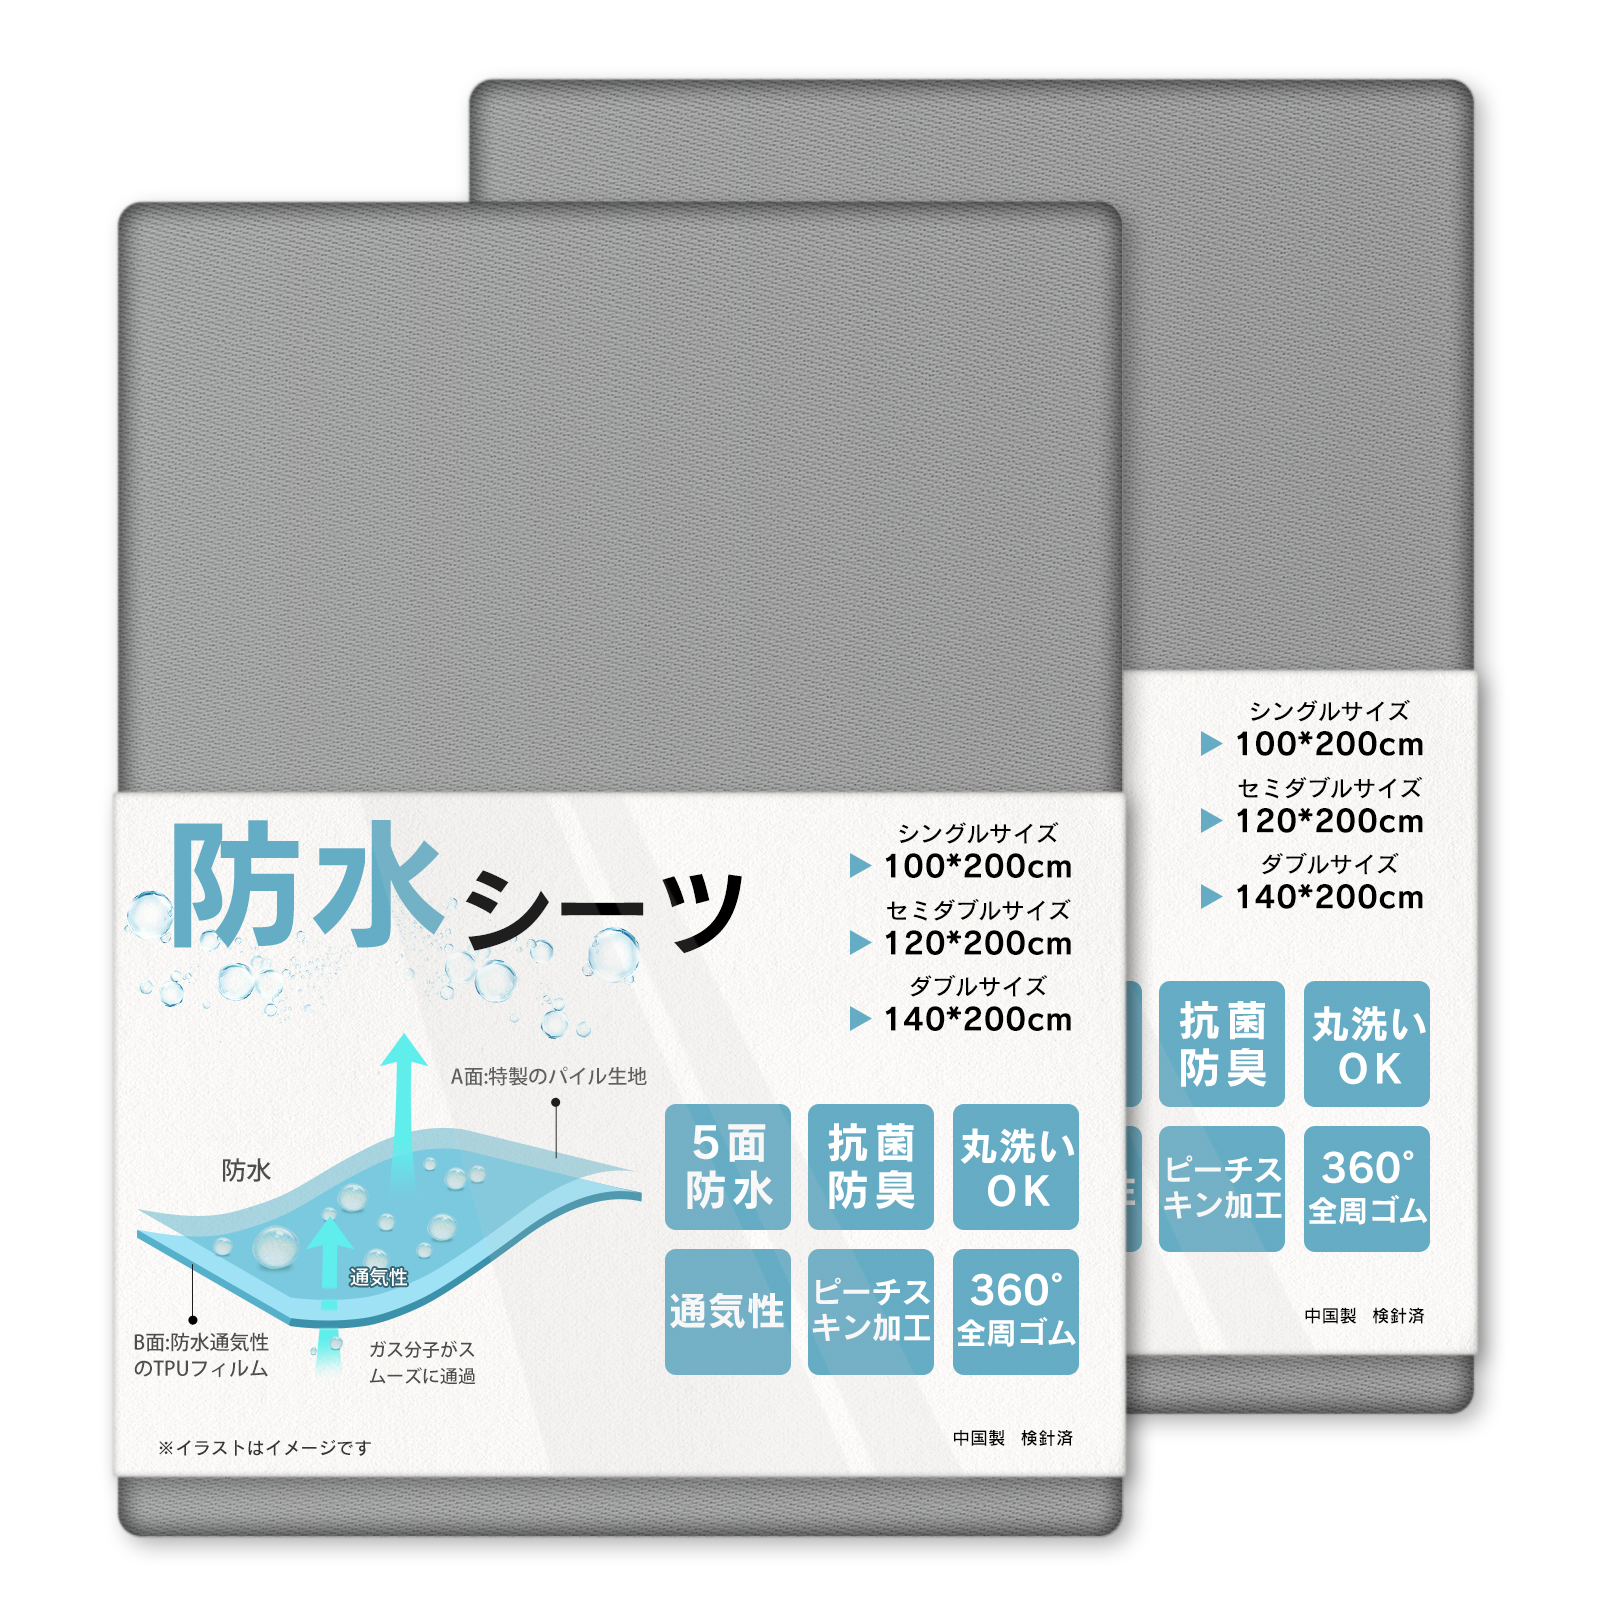 防水シーツ
シングルサイズ
100*200cm
セミダブルサイズ
120*200cm
ダブルサイズ
140*200cm
A面:特製のパイル生地
防水
通気性
B面:防水通気性
のTPUフィルム
ガス分子がス
ムーズに通過
※イラストはイメージです
5面
防水
抗菌
防臭
丸洗い
OK
通気性
ピーチス
キン加工
360°
全周ゴム
中国製 検針済
シングルサイズ
100*200cm
セミダブルサイズ
120*200cm
ダブルサイズ
140*200cm
抗菌
防臭
丸洗い
OK
ピーチス
キン加工
360°
全周ゴム
中国製 検針済